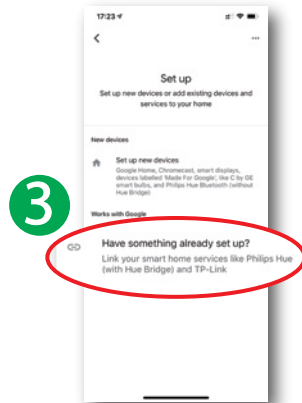 17:23
Set up
Set up new devices or add existing devices and
services to your home
New devices
Set up new devices
Google Home, Chromecast, smart displays,
devices labelled 'Made For Google', like C by GE
smart bulbs, and Philips Hue Bluetooth (without
Hue Bridge)
3
Works with Google
Have something already set up?
Link your smart home services like Philips Hue
(with Hue Bridge) and TP-Link